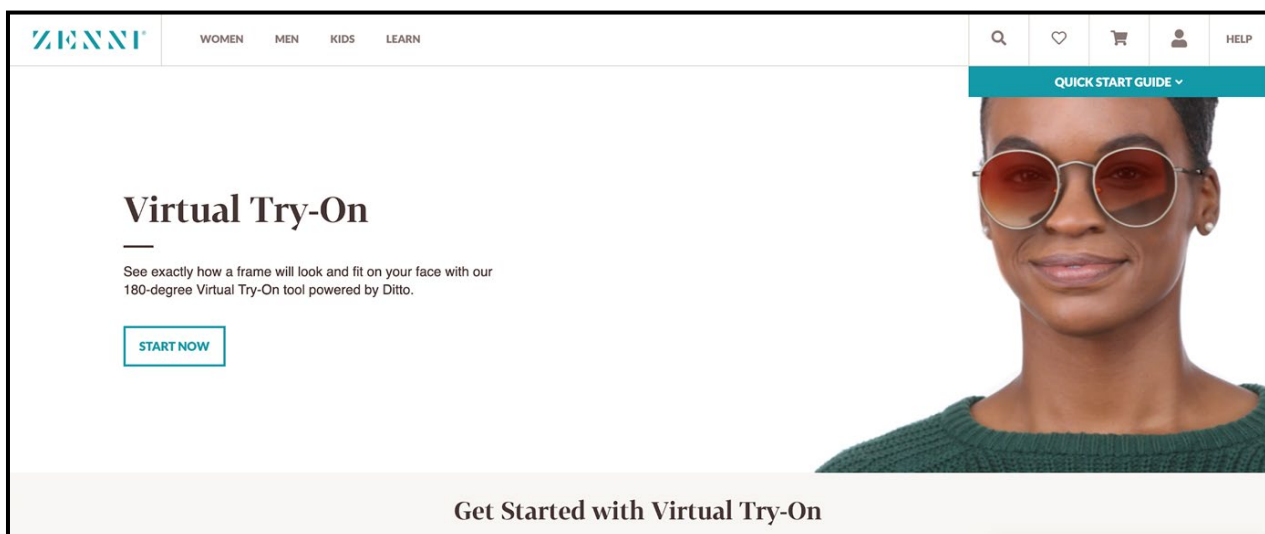 ZENNI®
WOMEN MEN KIDS LEARN
HELP
QUICK START GUIDE
Virtual Try-On
See exactly how a frame will look and fit on your face with our
180-degree Virtual Try-On tool powered by Ditto.
START NOW
Get Started with Virtual Try-On